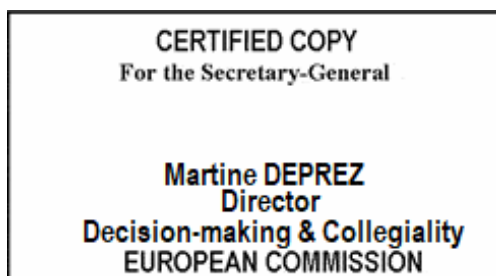 CERTIFIED COPY
For the Secretary-General
Martine DEPREZ
Director
Decision-making & Collegiality
EUROPEAN COMMISSION